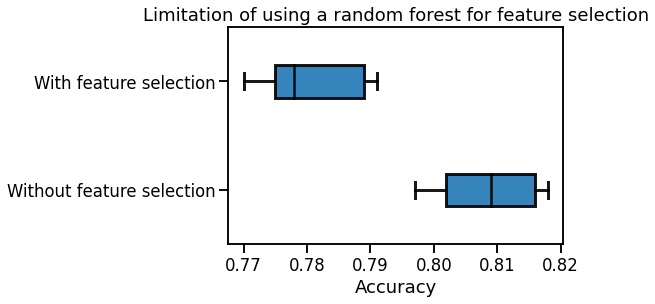 Limitation of using a random forest for feature selection
With feature selection
Without feature selection
0.77 0.78 0.79 0.80 0.81 0.82
Accuracy